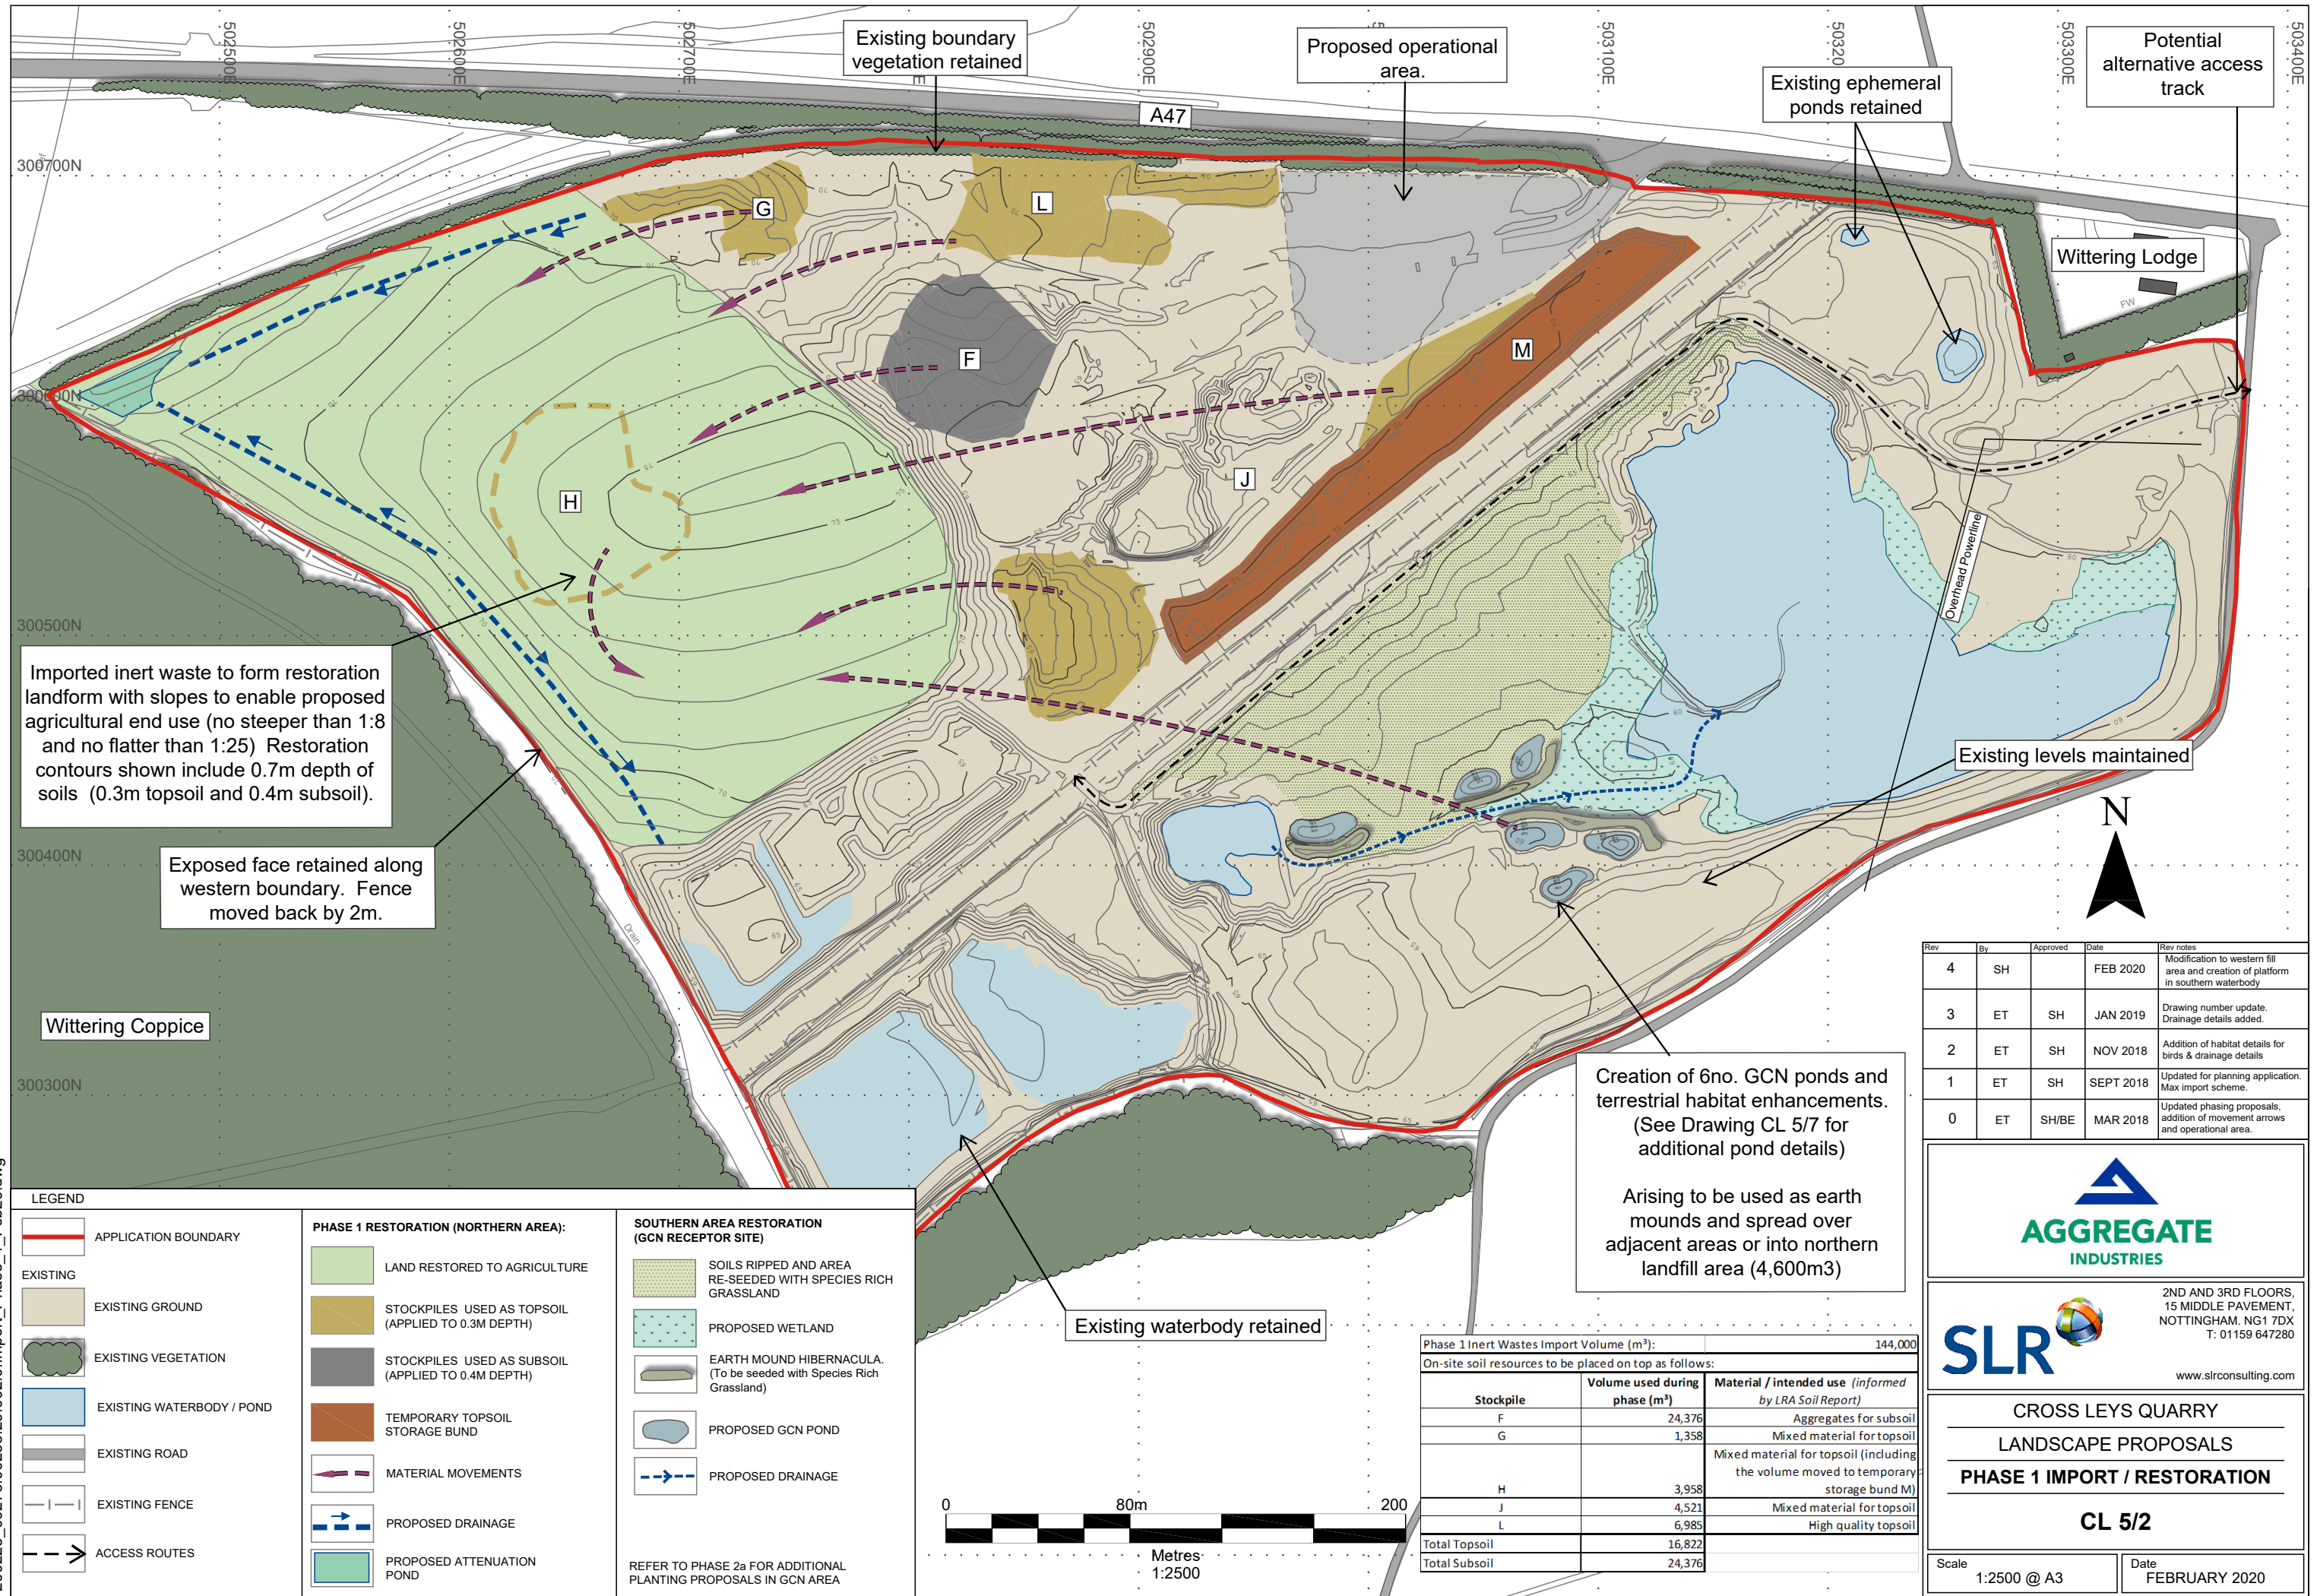 502500E
502600E
502700E
502900E
503100E
503200
503300E
503400E
Existing boundary
vegetation retained
Proposed operational
area.
Existing ephemeral
ponds retained
Potential
alternative access
track
A47
300700N
300500N
300400N
300300N
G
L
F
M
J
H
Wittering Lodge
FW
Overhead Powerline
Imported inert waste to form restoration
landform with slopes to enable proposed
agricultural end use (no steeper than 1:8
and no flatter than 1:25)  Restoration
contours shown include 0.7m depth of
soils  (0.3m topsoil and 0.4m subsoil).
Exposed face retained along
western boundary.  Fence
moved back by 2m.
Drain
Wittering Coppice
Existing levels maintained
N
Creation of 6no. GCN ponds and
terrestrial habitat enhancements.
(See Drawing CL 5/7 for
additional pond details)
Arising to be used as earth
mounds and spread over
adjacent areas or into northern
landfill area (4,600m3)
Existing waterbody retained
LEGEND
APPLICATION BOUNDARY
EXISTING
EXISTING GROUND
EXISTING VEGETATION
EXISTING WATERBODY / POND
EXISTING ROAD
EXISTING FENCE
ACCESS ROUTES
PHASE 1 RESTORATION (NORTHERN AREA):
LAND RESTORED TO AGRICULTURE
STOCKPILES  USED AS TOPSOIL
(APPLIED TO 0.3M DEPTH)
STOCKPILES  USED AS SUBSOIL
(APPLIED TO 0.4M DEPTH)
TEMPORARY TOPSOIL
STORAGE BUND
MATERIAL MOVEMENTS
PROPOSED DRAINAGE
PROPOSED ATTENUATION
POND
SOUTHERN AREA RESTORATION
(GCN RECEPTOR SITE)
SOILS RIPPED AND AREA
RE-SEEDED WITH SPECIES RICH
GRASSLAND
PROPOSED WETLAND
EARTH MOUND HIBERNACULA.
(To be seeded with Species Rich
Grassland)
PROPOSED GCN POND
PROPOSED DRAINAGE
REFER TO PHASE 2a FOR ADDITIONAL
PLANTING PROPOSALS IN GCN AREA
0 80m 200
Metres
1:2500
Phase 1 Inert Wastes Import Volume (m³): 144,000
On-site soil resources to be placed on top as follows:
Stockpile Volume used during phase (m³) Material / intended use (informed by LRA Soil Report)
F 24,376 Aggregates for subsoil
G 1,358 Mixed material for topsoil
H 3,958 Mixed material for topsoil (including the volume moved to temporary storage bund M)
J 4,521 Mixed material for topsoil
L 6,985 High quality topsoil
Total Topsoil 16,822
Total Subsoil 24,376
Rev By Approved Date Rev notes
4 SH FEB 2020 Modification to western fill area and creation of platform in southern waterbody
3 ET SH JAN 2019 Drawing number update. Drainage details added.
2 ET SH NOV 2018 Addition of habitat details for birds & drainage details
1 ET SH SEPT 2018 Updated for planning application. Max import scheme.
0 ET SH/BE MAR 2018 Updated phasing proposals, addition of movement arrows and operational area.
AGGREGATE
INDUSTRIES
SLR
2ND AND 3RD FLOORS,
15 MIDDLE PAVEMENT,
NOTTINGHAM. NG1 7DX
T: 01159 647280
www.slrconsulting.com
CROSS LEYS QUARRY
LANDSCAPE PROPOSALS
PHASE 1 IMPORT / RESTORATION
CL 5/2
Scale
1:2500 @ A3
Date
FEBRUARY 2020